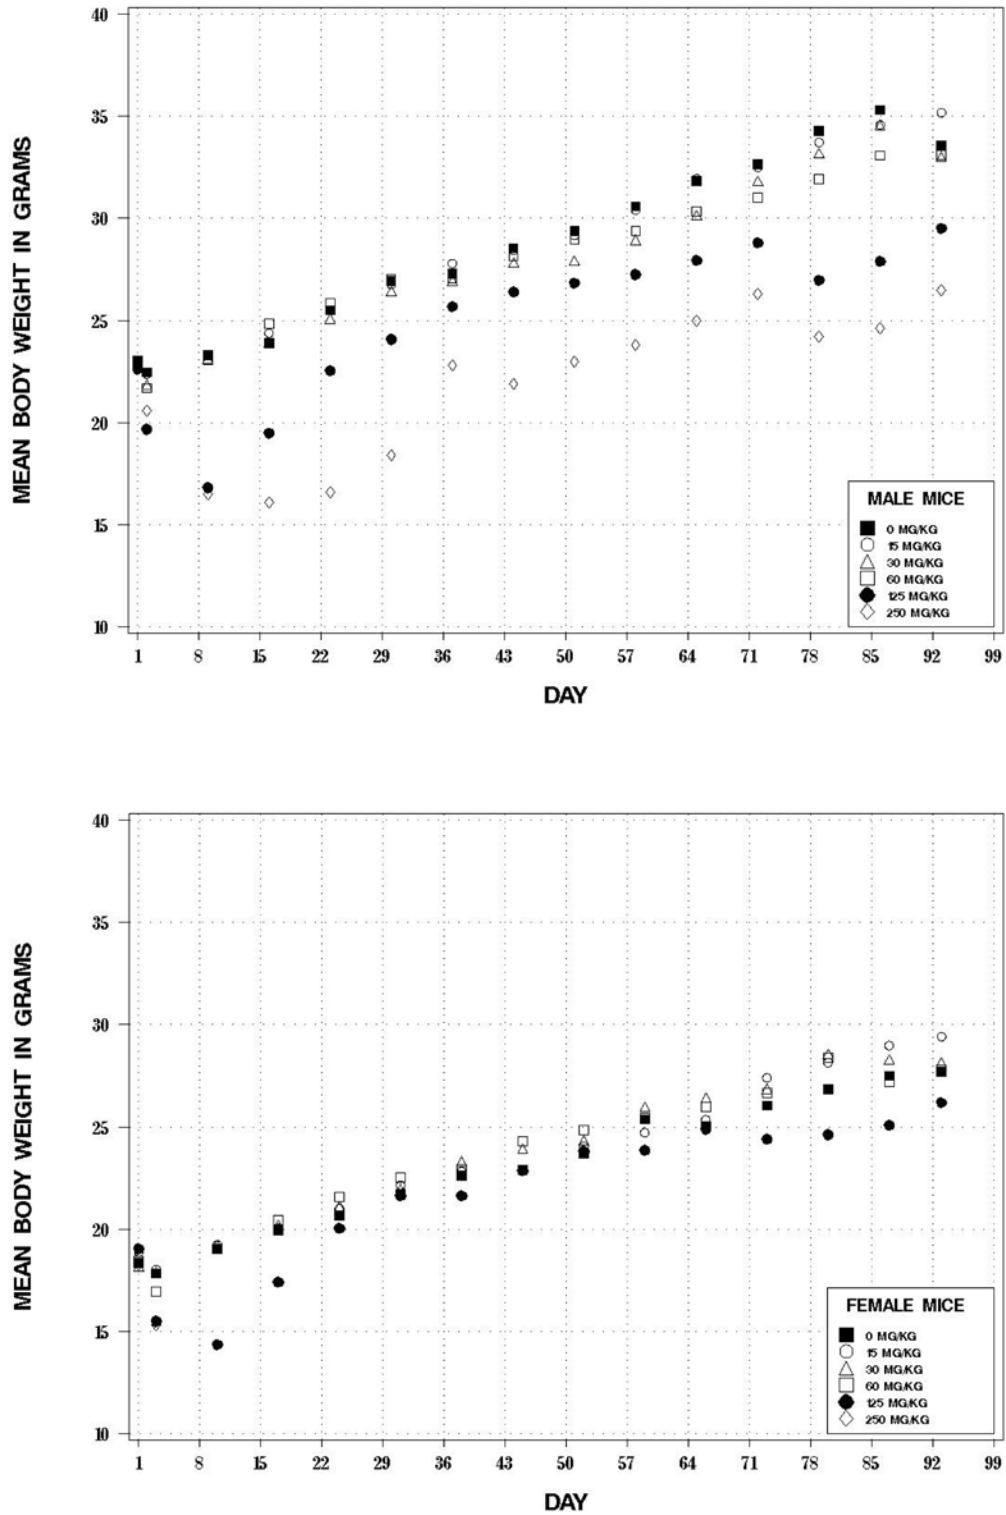 40
35
30
25
20
15
10
MEAN BODY WEIGHT IN GRAMS
MALE MICE
0 MG/KG
15 MG/KG
30 MG/KG
60 MG/KG
125 MG/KG
250 MG/KG
1 8 15 22 29 36 43 50 57 64 71 78 85 92 99
DAY
40
35
30
25
20
15
10
MEAN BODY WEIGHT IN GRAMS
FEMALE MICE
0 MG/KG
15 MG/KG
30 MG/KG
60 MG/KG
125 MG/KG
250 MG/KG
1 8 15 22 29 36 43 50 57 64 71 78 85 92 99
DAY